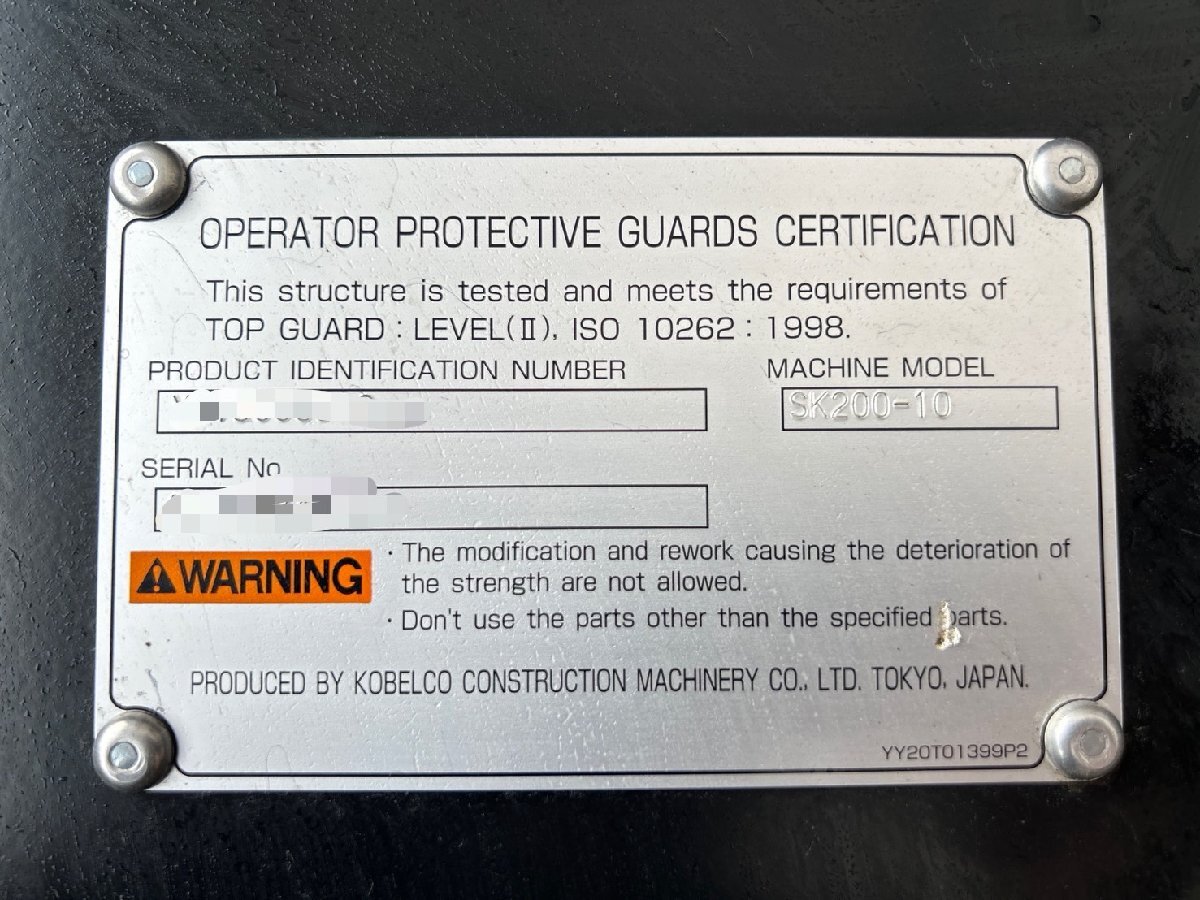 OPERATOR PROTECTIVE GUARDS CERTIFICATION
This structure is tested and meets the requirements of
TOP GUARD : LEVEL(Ⅱ), ISO 10262 : 1998.
PRODUCT IDENTIFICATION NUMBER
MACHINE MODEL
SK200-10
SERIAL No
WARNING
· The modification and rework causing the deterioration of
the strength are not allowed.
· Don't use the parts other than the specified parts.
PRODUCED BY KOBELCO CONSTRUCTION MACHINERY CO., LTD. TOKYO, JAPAN.
YY20T01399P2